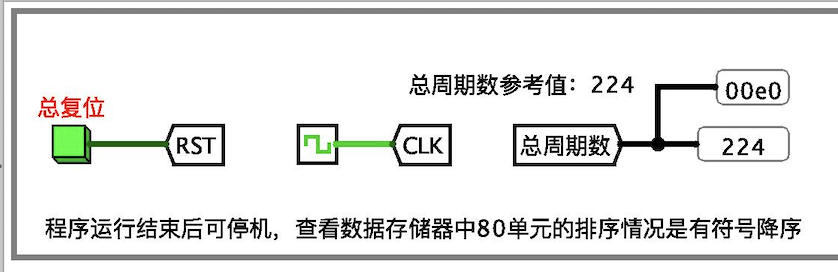 总周期数参考值：224
00e0
总复位
RST
CLK
总周期数
224
程序运行结束后可停机，查看数据存储器中80单元的排序情况是有符号降序